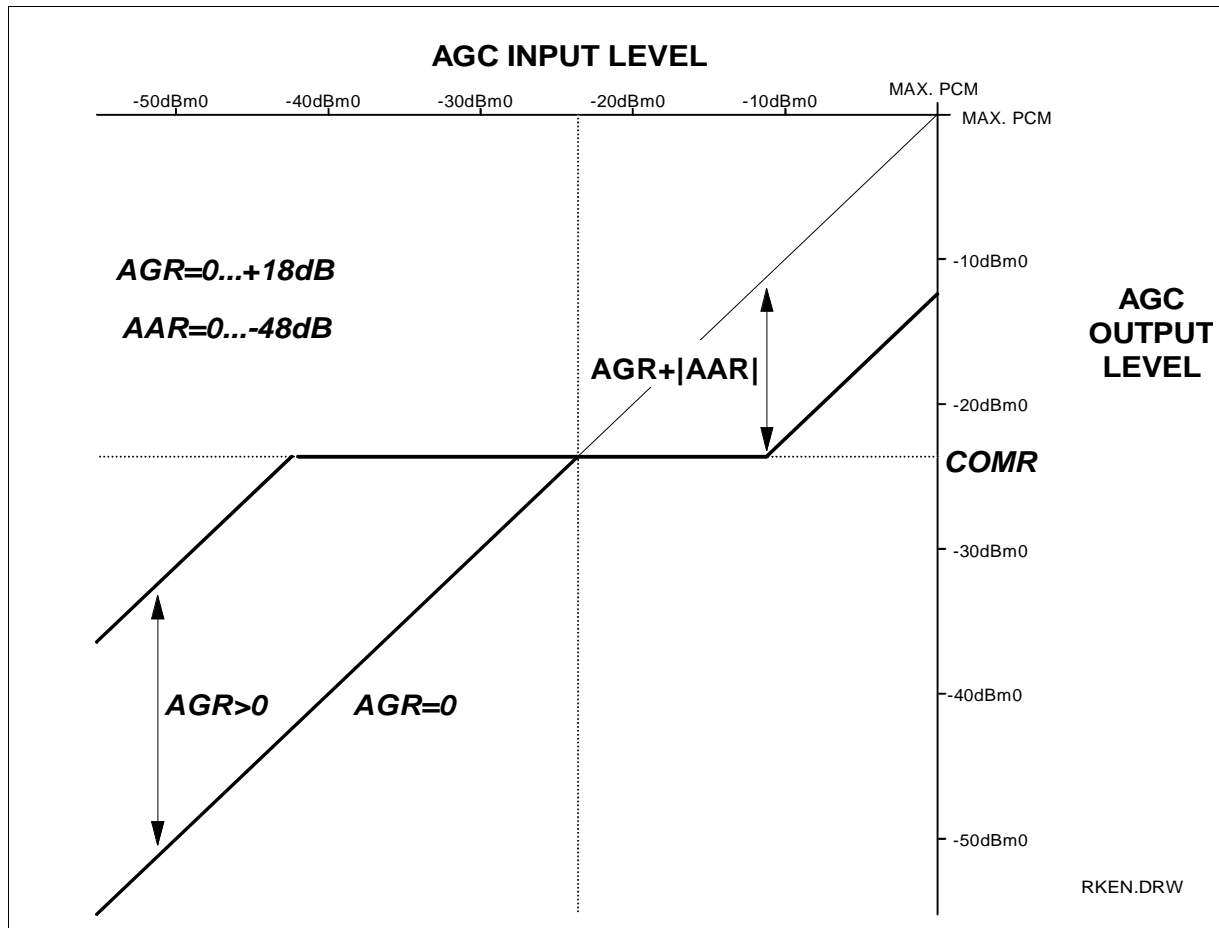 AGC INPUT LEVEL
-50dBm0
-40dBm0
-30dBm0
-20dBm0
-10dBm0
MAX. PCM
MAX. PCM
AGR=0...+18dB
AAR=0...-48dB
-10dBm0
AGC
OUTPUT
LEVEL
AGR+|AAR|
-20dBm0
COMR
-30dBm0
AGR>0
AGR=0
-40dBm0
-50dBm0
RKEN.DRW